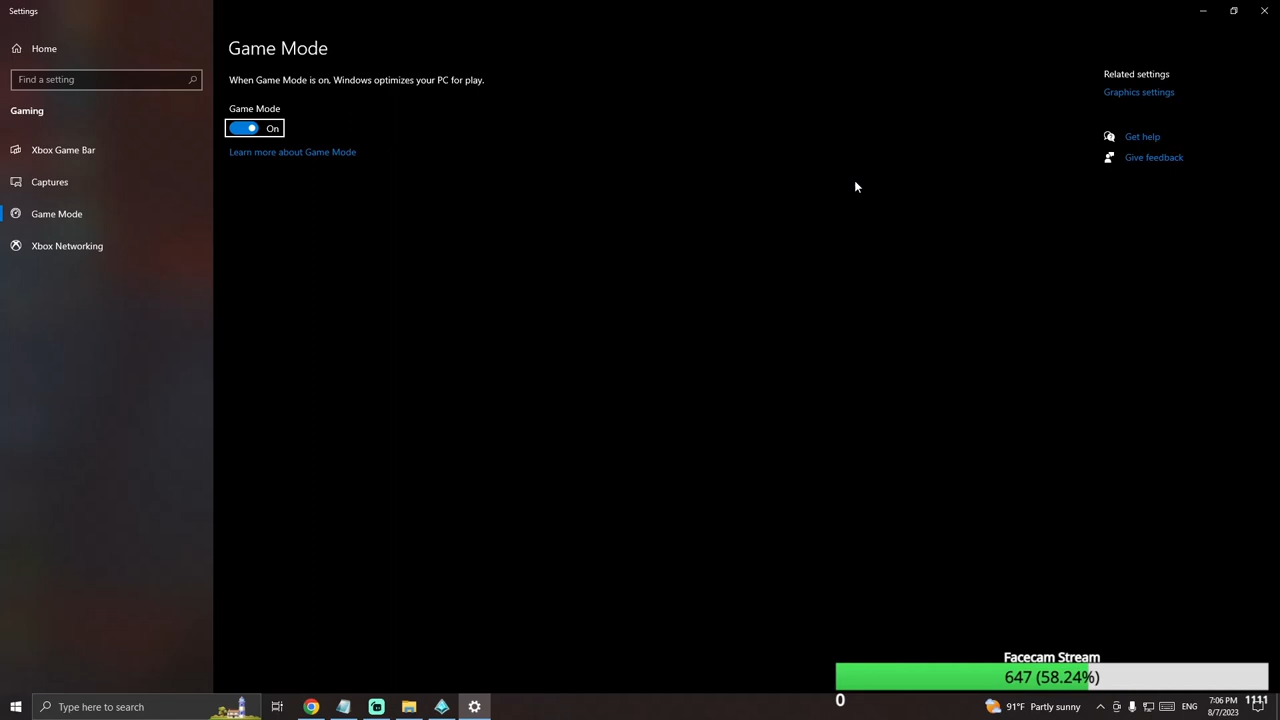 Settings
Home
Find a setting
Gaming
Xbox Game Bar
Captures
Game Mode
Xbox Networking
Game Mode
When Game Mode is on, Windows optimizes your PC for play.
Game Mode
On
Learn more about Game Mode
Related settings
Graphics settings
Get help
Give feedback
Facecam Stream
647 (58.24%)
0
1111
Type here to search
91°F Partly sunny
ENG
7:06 PM
8/7/2023